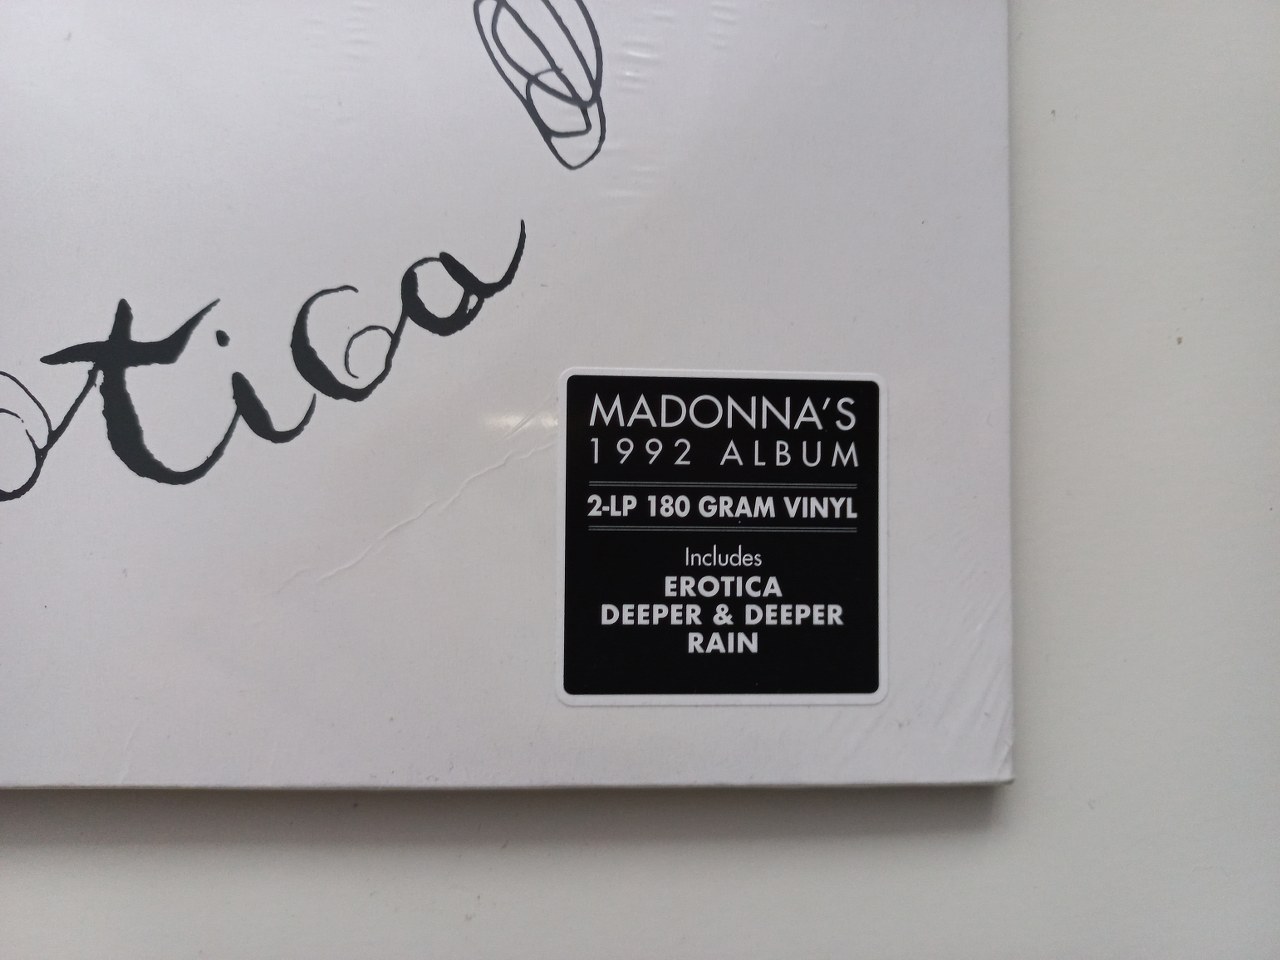 otica
MADONNA'S
1992 ALBUM
2-LP 180 GRAM VINYL
Includes
EROTICA
DEEPER & DEEPER
RAIN